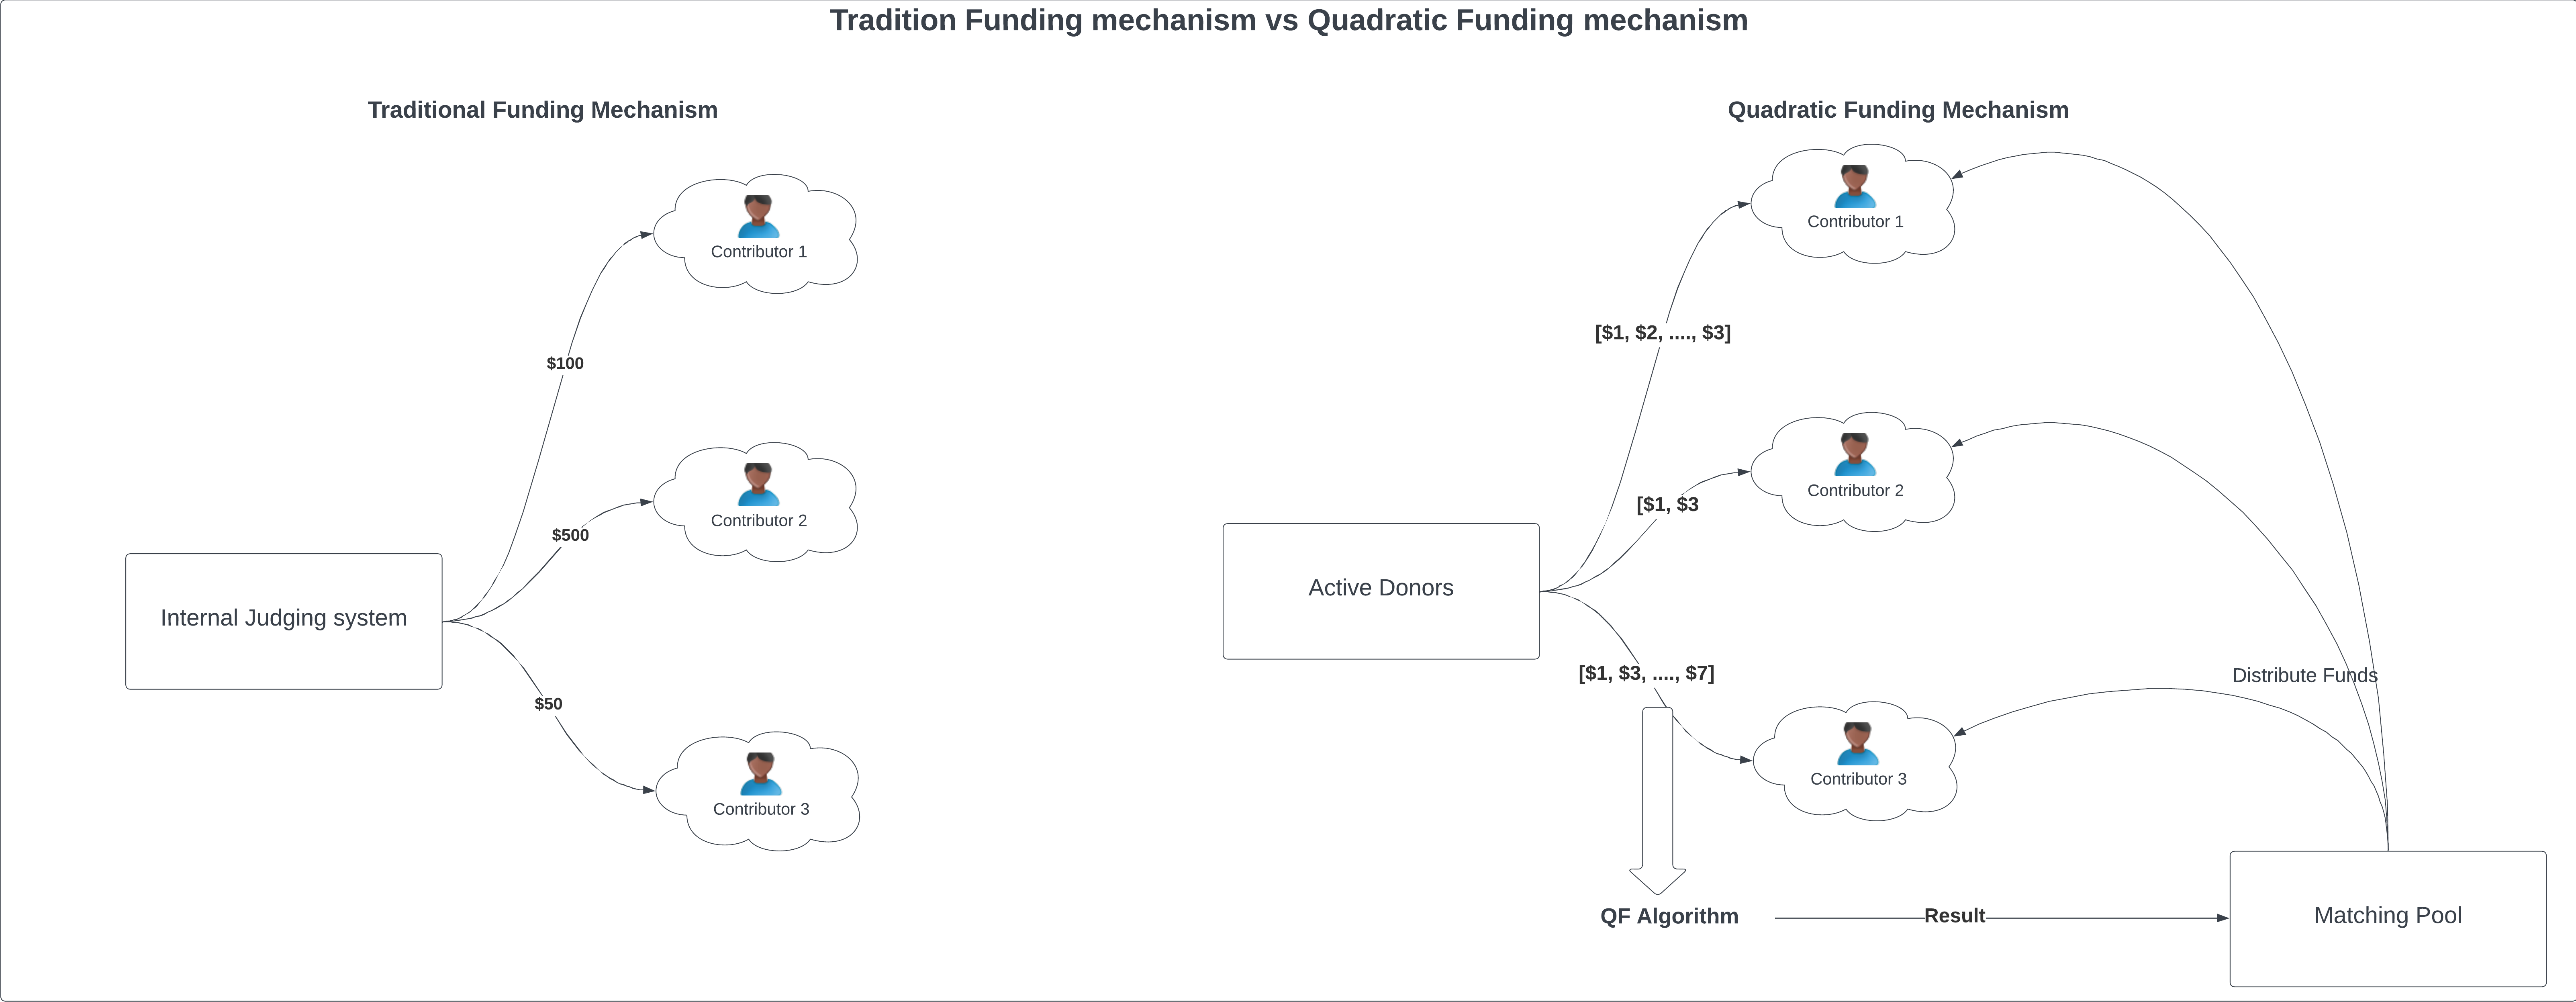 Tradition Funding mechanism vs Quadratic Funding mechanism
Traditional Funding Mechanism
Contributor 1
$100
Contributor 2
$500
Internal Judging system
$50
Contributor 3
Quadratic Funding Mechanism
Contributor 1
[$1, $2, ...., $3]
Contributor 2
[$1, $3
Active Donors
[$1, $3, ...., $7]
Distribute Funds
Contributor 3
QF Algorithm
Result
Matching Pool